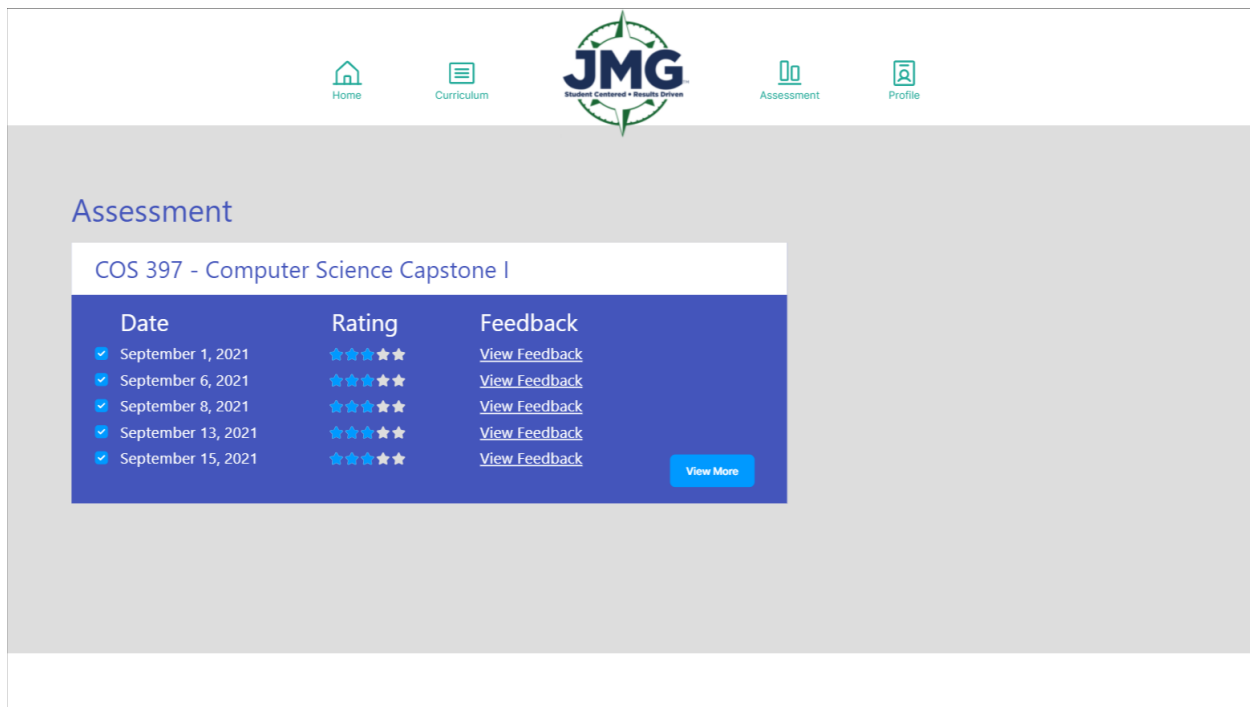 Home
Curriculum
JMG
Student Centered • Results Driven
Assessment
Profile
Assessment
COS 397 - Computer Science Capstone I
Date Rating Feedback
September 1, 2021 View Feedback
September 6, 2021 View Feedback
September 8, 2021 View Feedback
September 13, 2021 View Feedback
September 15, 2021 View Feedback
View More